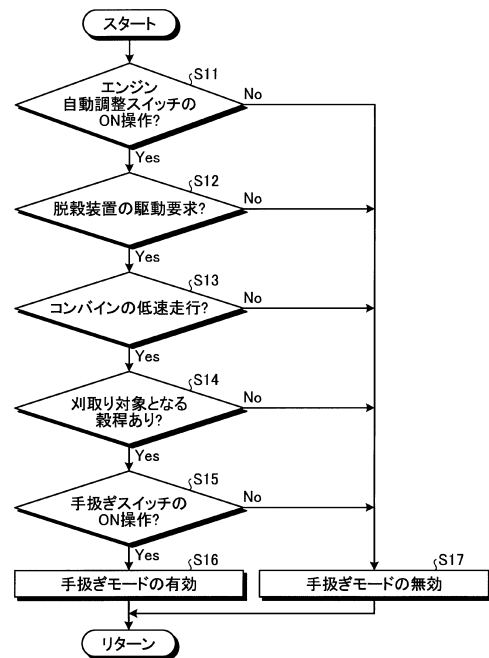 スタート
S11
エンジン
自動調整スイッチの
ON操作?
No
Yes
S12
脱穀装置の駆動要求?
No
Yes
S13
コンバインの低速走行?
No
Yes
S14
刈取り対象となる
穀稈あり?
No
Yes
S15
手扱ぎスイッチの
ON操作?
No
Yes
S16
手扱ぎモードの有効
S17
手扱ぎモードの無効
リターン